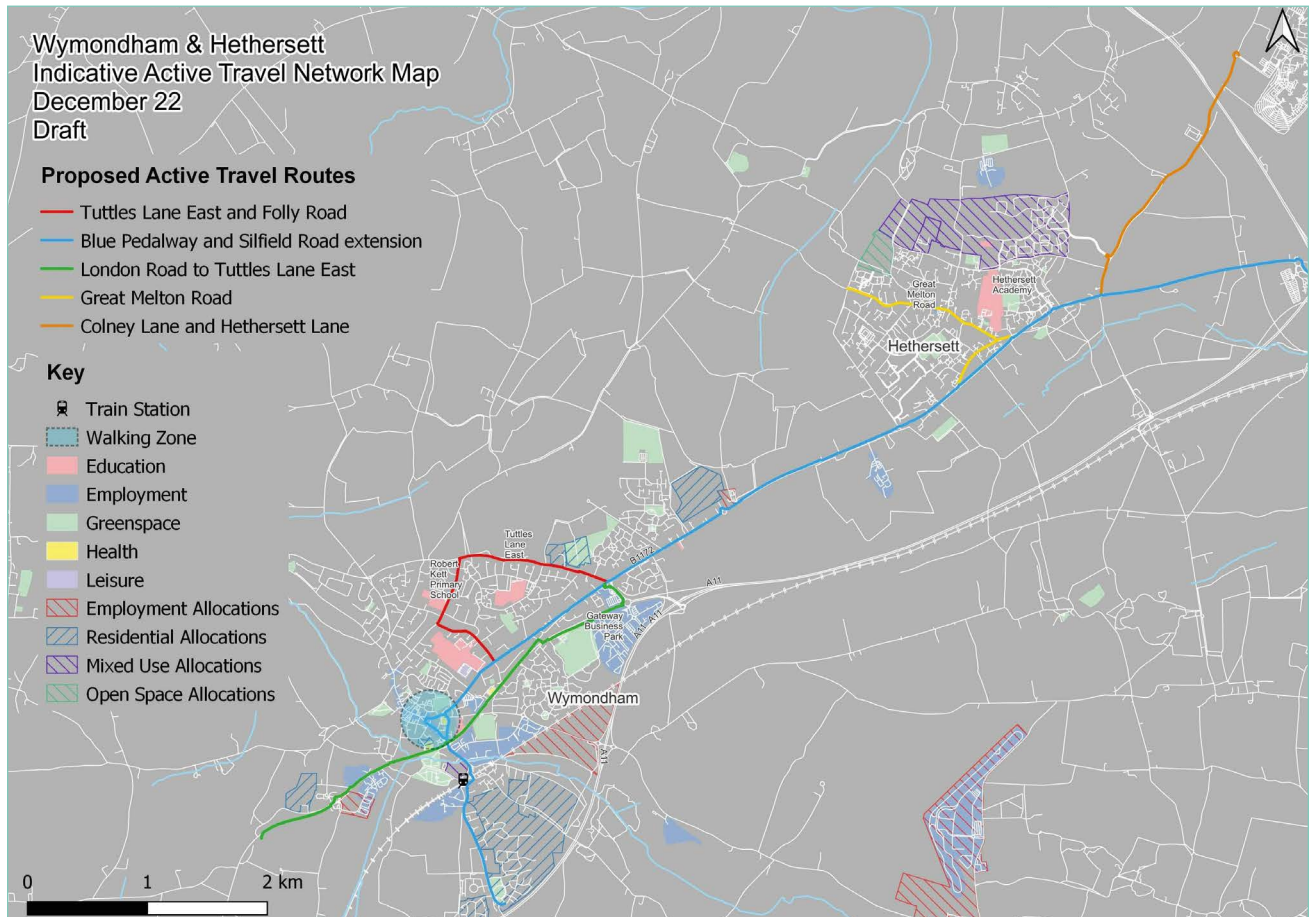 Wymondham & Hethersett
Indicative Active Travel Network Map
December 22
Draft
Proposed Active Travel Routes
Tuttles Lane East and Folly Road
Blue Pedalway and Silfield Road extension
London Road to Tuttles Lane East
Great Melton Road
Colney Lane and Hethersett Lane
Key
Train Station
Walking Zone
Education
Employment
Greenspace
Health
Leisure
Employment Allocations
Residential Allocations
Mixed Use Allocations
Open Space Allocations
0 1 2 km
Great
Melton
Road
Hethersett
Academy
Hethersett
Tuttles
Lane
East
Robert
Kett
Primary
School
B1172
A11
Gateway
Business
Park
A11 A11
Wymondham
A11